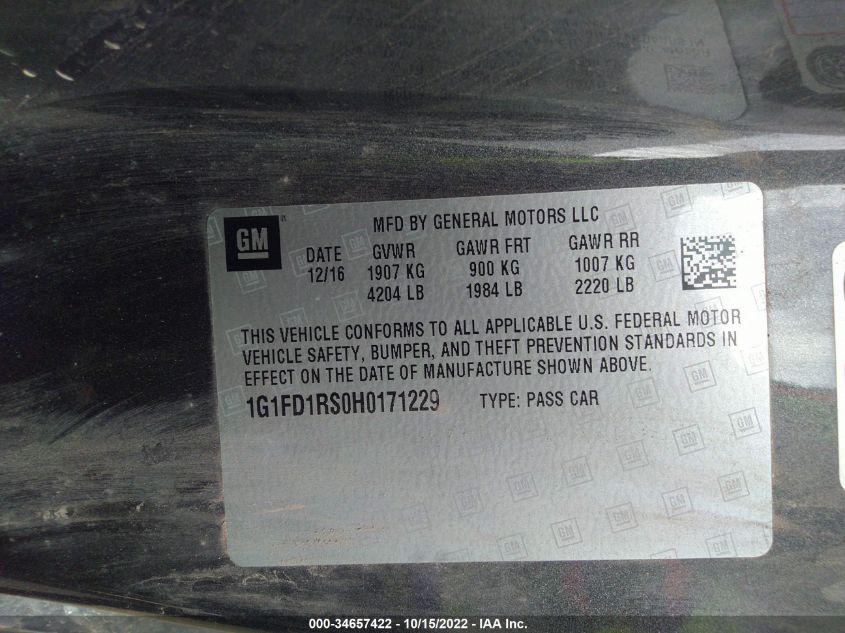 GM
MFD BY GENERAL MOTORS LLC
DATE GVWR GAWR FRT GAWR RR
12/16 1907 KG 900 KG 1007 KG
4204 LB 1984 LB 2220 LB
THIS VEHICLE CONFORMS TO ALL APPLICABLE U.S. FEDERAL MOTOR
VEHICLE SAFETY, BUMPER, AND THEFT PREVENTION STANDARDS IN
EFFECT ON THE DATE OF MANUFACTURE SHOWN ABOVE.
1G1FD1RS0H0171229 TYPE: PASS CAR
000-34657422 - 10/15/2022 - IAA Inc.